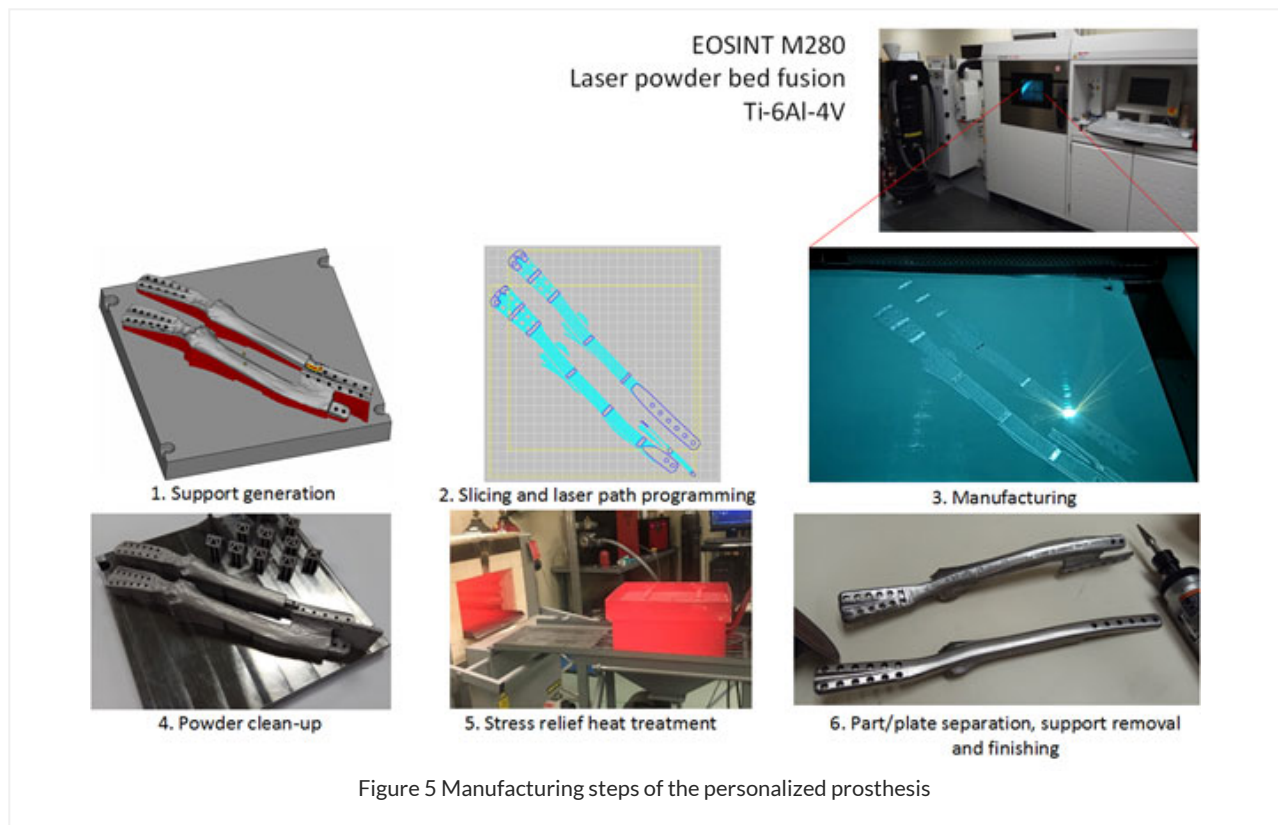 EOSINT M280
Laser powder bed fusion
Ti-6Al-4V
1. Support generation
2. Slicing and laser path programming
3. Manufacturing
4. Powder clean-up
5. Stress relief heat treatment
6. Part/plate separation, support removal
and finishing
Figure 5 Manufacturing steps of the personalized prosthesis